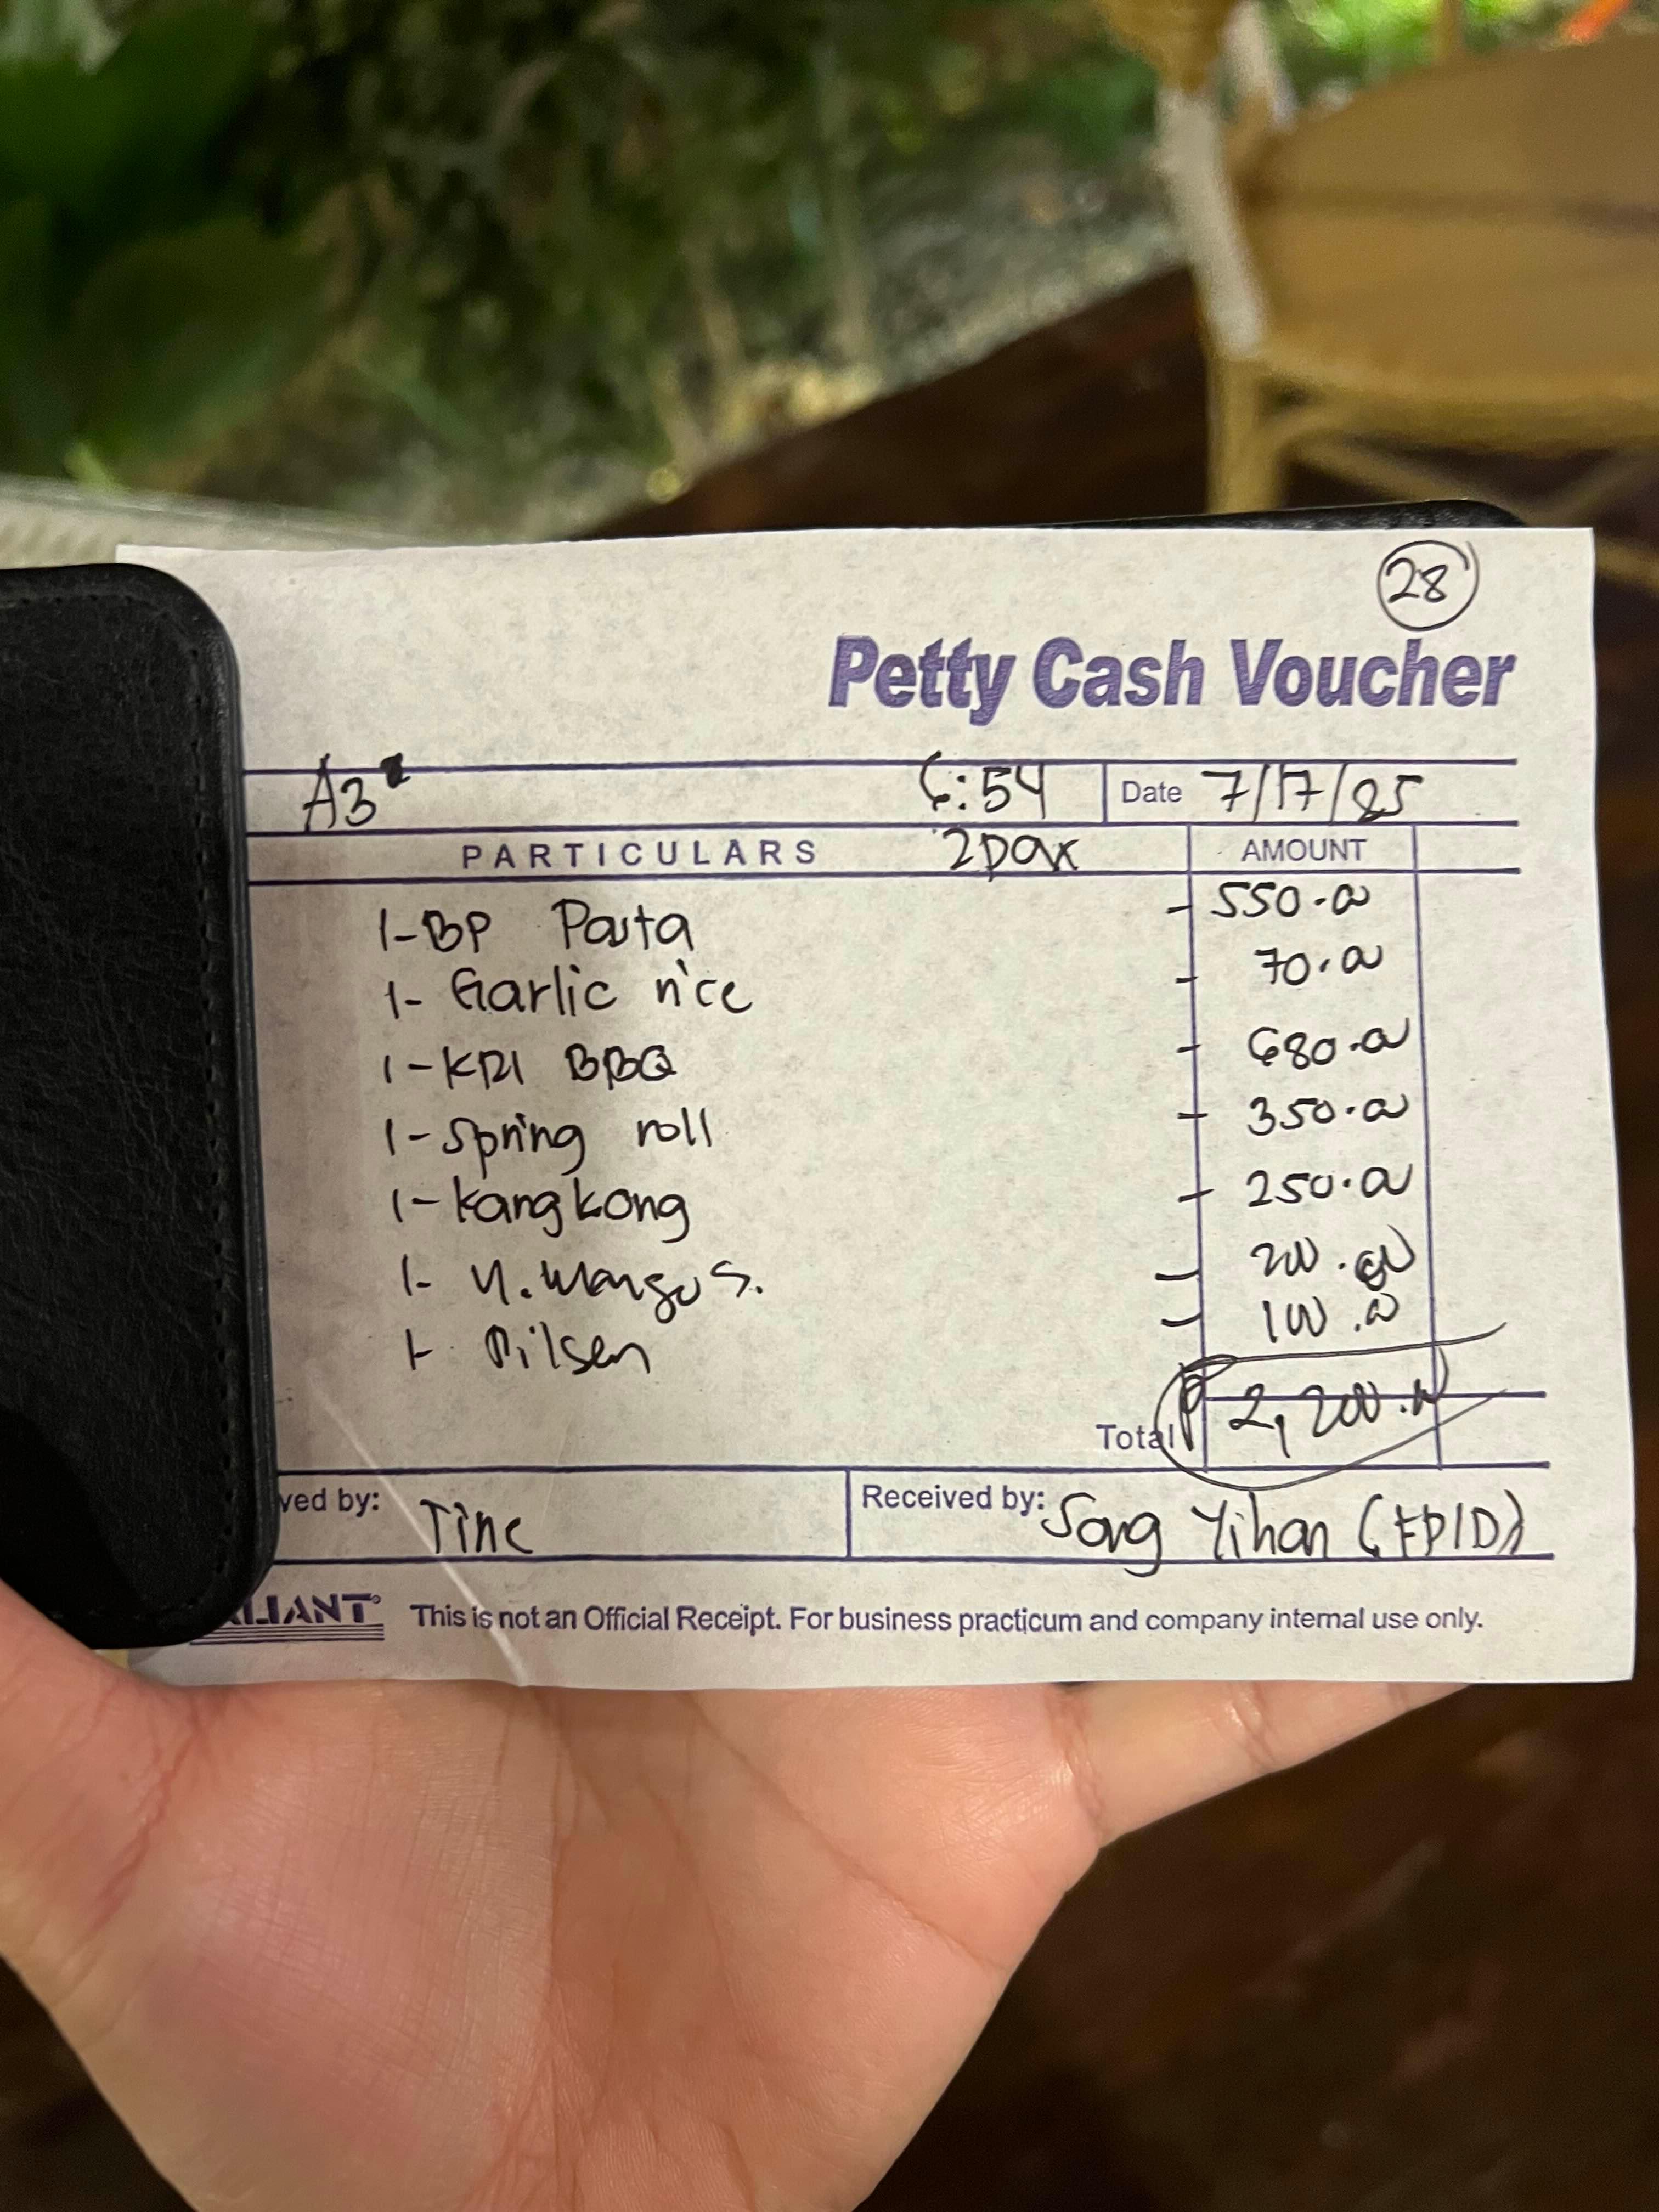 28
Petty Cash Voucher
A3 6:54 Date 7/17/25
PARTICULARS 2pax AMOUNT
1-BP Pasta - 550.00
1- Garlic rice - 70.00
1-KDI BBQ - 680.00
1-Spring roll - 350.00
1-kangkong - 250.00
1- Y. Mango S. - 200.00
1- Pilsen - 100.00
Total ₱ 2,200.00
ved by: Tine Received by: Song Yihan (FPID)
LIANT This is not an Official Receipt. For business practicum and company internal use only.